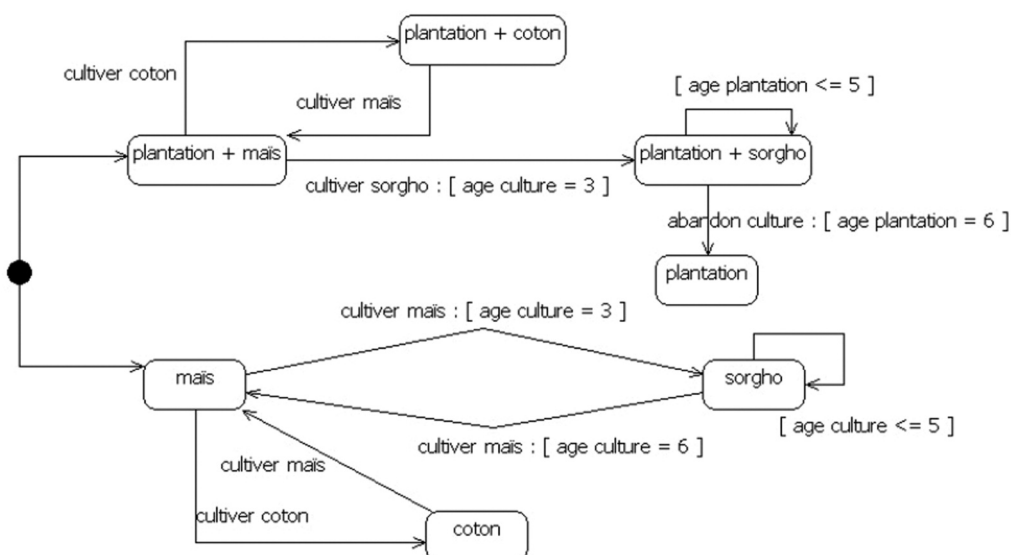 plantation + coton
cultiver coton
[ age plantation <= 5 ]
cultiver maïs
plantation + maïs
plantation + sorgho
cultiver sorgho : [ age culture = 3 ]
abandon culture : [ age plantation = 6 ]
plantation
cultiver maïs : [ age culture = 3 ]
maïs
sorgho
[ age culture <= 5 ]
cultiver maïs : [ age culture = 6 ]
cultiver maïs
cultiver coton
coton